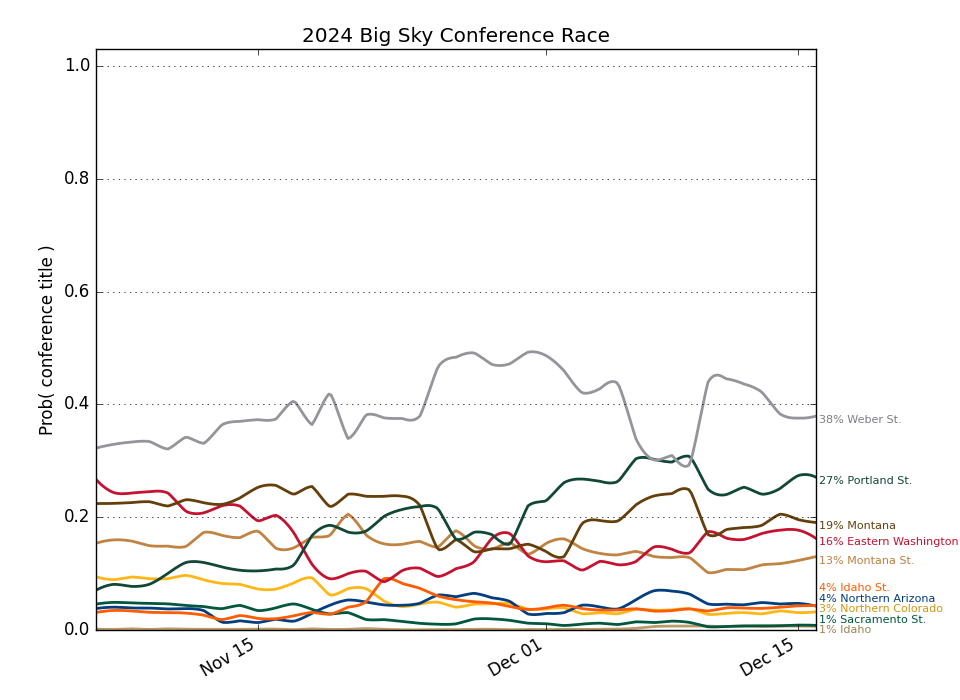 2024 Big Sky Conference Race
Prob( conference title )
1.0
0.8
0.6
0.4
0.2
0.0
38% Weber St.
27% Portland St.
19% Montana
16% Eastern Washington
13% Montana St.
4% Idaho St.
4% Northern Arizona
3% Northern Colorado
1% Sacramento St.
1% Idaho
Nov 15
Dec 01
Dec 15